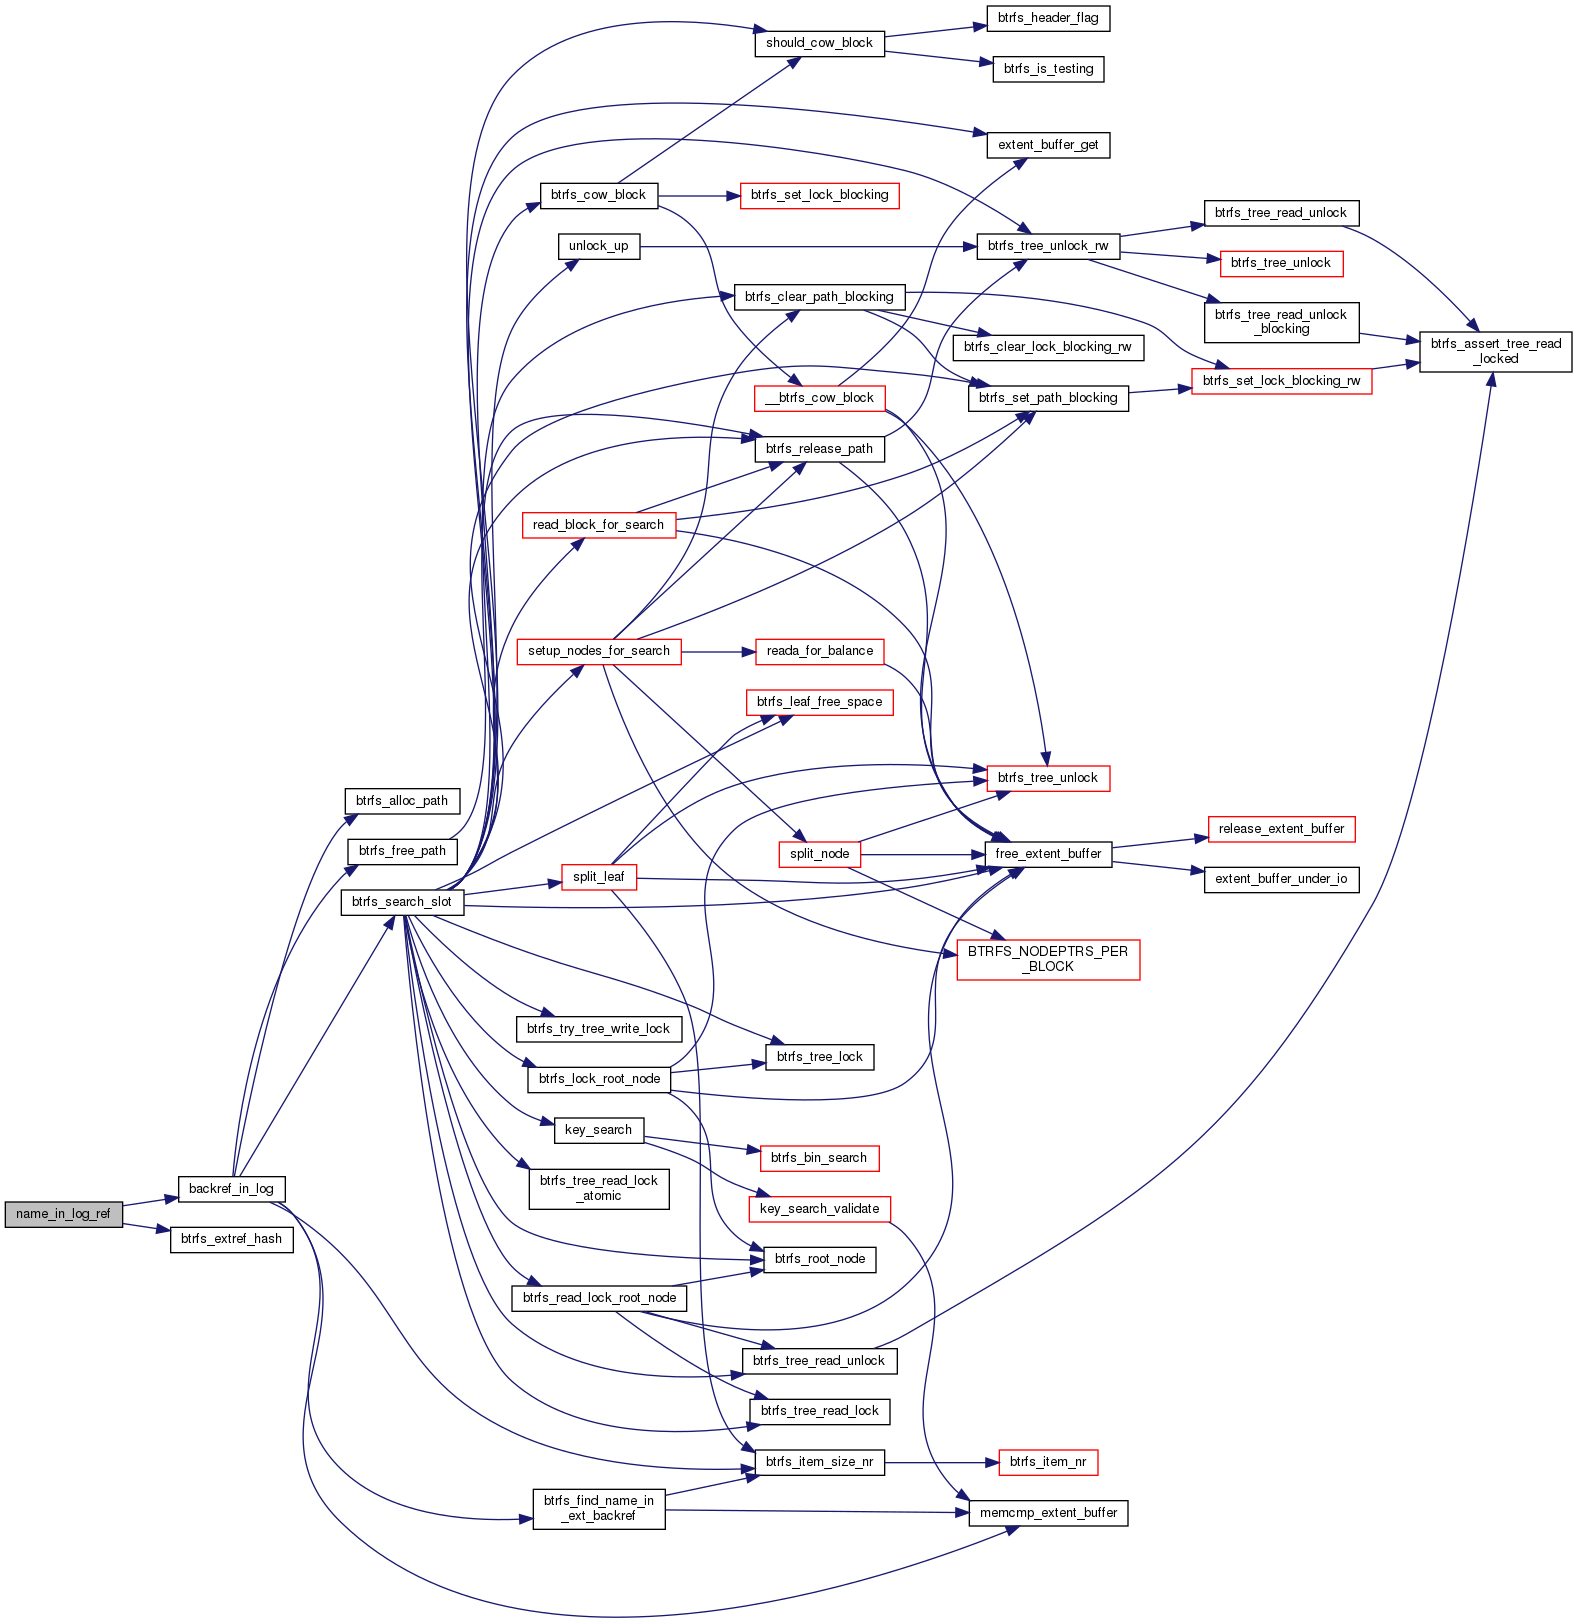 btrfs_header_flag
should_cow_block
btrfs_is_testing
extent_buffer_get
btrfs_cow_block
btrfs_set_lock_blocking
btrfs_tree_read_unlock
unlock_up
btrfs_tree_unlock_rw
btrfs_tree_unlock
btrfs_clear_path_blocking
btrfs_tree_read_unlock
_blocking
btrfs_clear_lock_blocking_rw
btrfs_assert_tree_read
_locked
btrfs_set_lock_blocking_rw
__btrfs_cow_block
btrfs_set_path_blocking
btrfs_release_path
read_block_for_search
setup_nodes_for_search
reada_for_balance
btrfs_leaf_free_space
btrfs_tree_unlock
btrfs_alloc_path
release_extent_buffer
btrfs_free_path
split_node
free_extent_buffer
split_leaf
extent_buffer_under_io
btrfs_search_slot
BTRFS_NODEPTRS_PER
_BLOCK
btrfs_try_tree_write_lock
btrfs_tree_lock
btrfs_lock_root_node
key_search
btrfs_bin_search
btrfs_tree_read_lock
_atomic
backref_in_log
key_search_validate
name_in_log_ref
btrfs_extref_hash
btrfs_root_node
btrfs_read_lock_root_node
btrfs_tree_read_unlock
btrfs_tree_read_lock
btrfs_item_size_nr
btrfs_item_nr
btrfs_find_name_in
_ext_backref
memcmp_extent_buffer